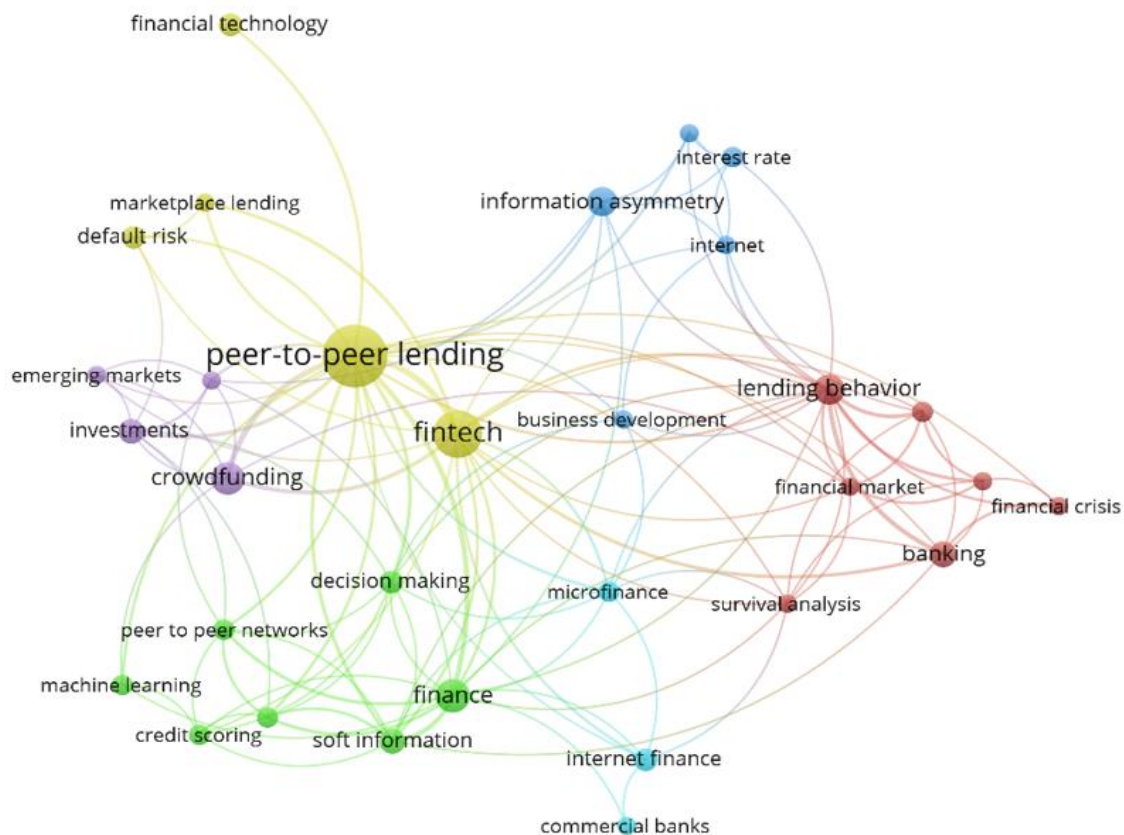 financial technology
interest rate
marketplace lending
information asymmetry
default risk
internet
peer-to-peer lending
emerging markets
lending behavior
business development
investments
fintech
crowdfunding
financial market
financial crisis
banking
decision making
microfinance
survival analysis
peer to peer networks
machine learning
finance
credit scoring
soft information
internet finance
commercial banks